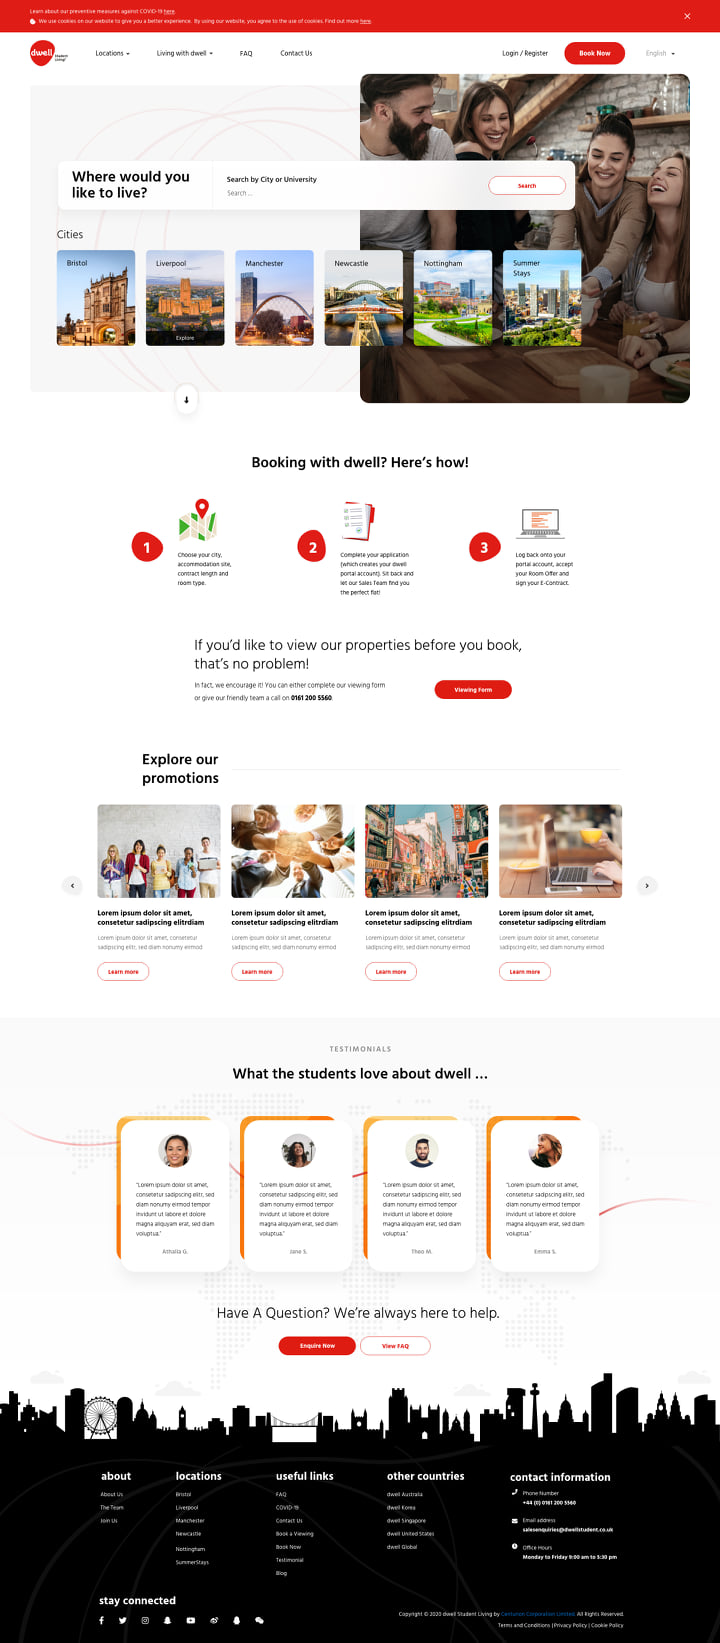 Learn about our preventive measures against COVID-19 here.
We use cookies on our website to give you a better experience. By using our website, you agree to the use of cookies. Find out more here.
dwell
Student
Living
Locations
Living with dwell
FAQ
Contact Us
Login / Register
Book Now
English
Where would you
like to live?
Search by City or University
Search ...
Search
Cities
Bristol
Liverpool
Manchester
Newcastle
Nottingham
Summer
Stays
Explore
Booking with dwell? Here's how!
1
Choose your city,
accommodation site,
contract length and
room type.
2
Complete your application
(which creates your dwell
portal account). Sit back and
let our Sales Team find you
the perfect flat!
3
Log back onto your
portal account, accept
your Room Offer and
sign your E-Contract.
If you'd like to view our properties before you book,
that's no problem!
In fact, we encourage it! You can either complete our viewing form
or give our friendly team a call on 0161 200 5560.
Viewing Form
Explore our
promotions
Lorem ipsum dolor sit amet,
consetetur sadipscing elitrdiam
Lorem ipsum dolor sit amet, consetetur
sadipscing elitr, sed diam nonumy eirmod
Learn more
Lorem ipsum dolor sit amet,
consetetur sadipscing elitrdiam
Lorem ipsum dolor sit amet, consetetur
sadipscing elitr, sed diam nonumy eirmod
Learn more
Lorem ipsum dolor sit amet,
consetetur sadipscing elitrdiam
Lorem ipsum dolor sit amet, consetetur
sadipscing elitr, sed diam nonumy eirmod
Learn more
Lorem ipsum dolor sit amet,
consetetur sadipscing elitrdiam
Lorem ipsum dolor sit amet, consetetur
sadipscing elitr, sed diam nonumy eirmod
Learn more
TESTIMONIALS
What the students love about dwell ...
"Lorem ipsum dolor sit amet,
consetetur sadipscing elitr, sed
diam nonumy eirmod tempor
invidunt ut labore et dolore
magna aliquyam erat, sed diam
voluptua."
Athalia G.
"Lorem ipsum dolor sit amet,
consetetur sadipscing elitr, sed
diam nonumy eirmod tempor
invidunt ut labore et dolore
magna aliquyam erat, sed diam
voluptua."
Jane S.
"Lorem ipsum dolor sit amet,
consetetur sadipscing elitr, sed
diam nonumy eirmod tempor
invidunt ut labore et dolore
magna aliquyam erat, sed diam
voluptua."
Theo M.
"Lorem ipsum dolor sit amet,
consetetur sadipscing elitr, sed
diam nonumy eirmod tempor
invidunt ut labore et dolore
magna aliquyam erat, sed diam
voluptua."
Emma S.
Have A Question? We're always here to help.
Enquire Now
View FAQ
about
About Us
The Team
Join Us
locations
Bristol
Liverpool
Manchester
Newcastle
Nottingham
SummerStays
useful links
FAQ
COVID-19
Contact Us
Book a Viewing
Book Now
Testimonial
Blog
other countries
dwell Australia
dwell Korea
dwell Singapore
dwell United States
dwell Global
contact information
Phone Number
+44 (0) 0161 200 5560
Email address
salesenquiries@dwellstudent.co.uk
Office Hours
Monday to Friday 9:00 am to 5:30 pm
stay connected
Copyright © 2020 dwell Student Living by Centurion Corporation Limited. All Rights Reserved.
Terms and Conditions | Privacy Policy | Cookie Policy